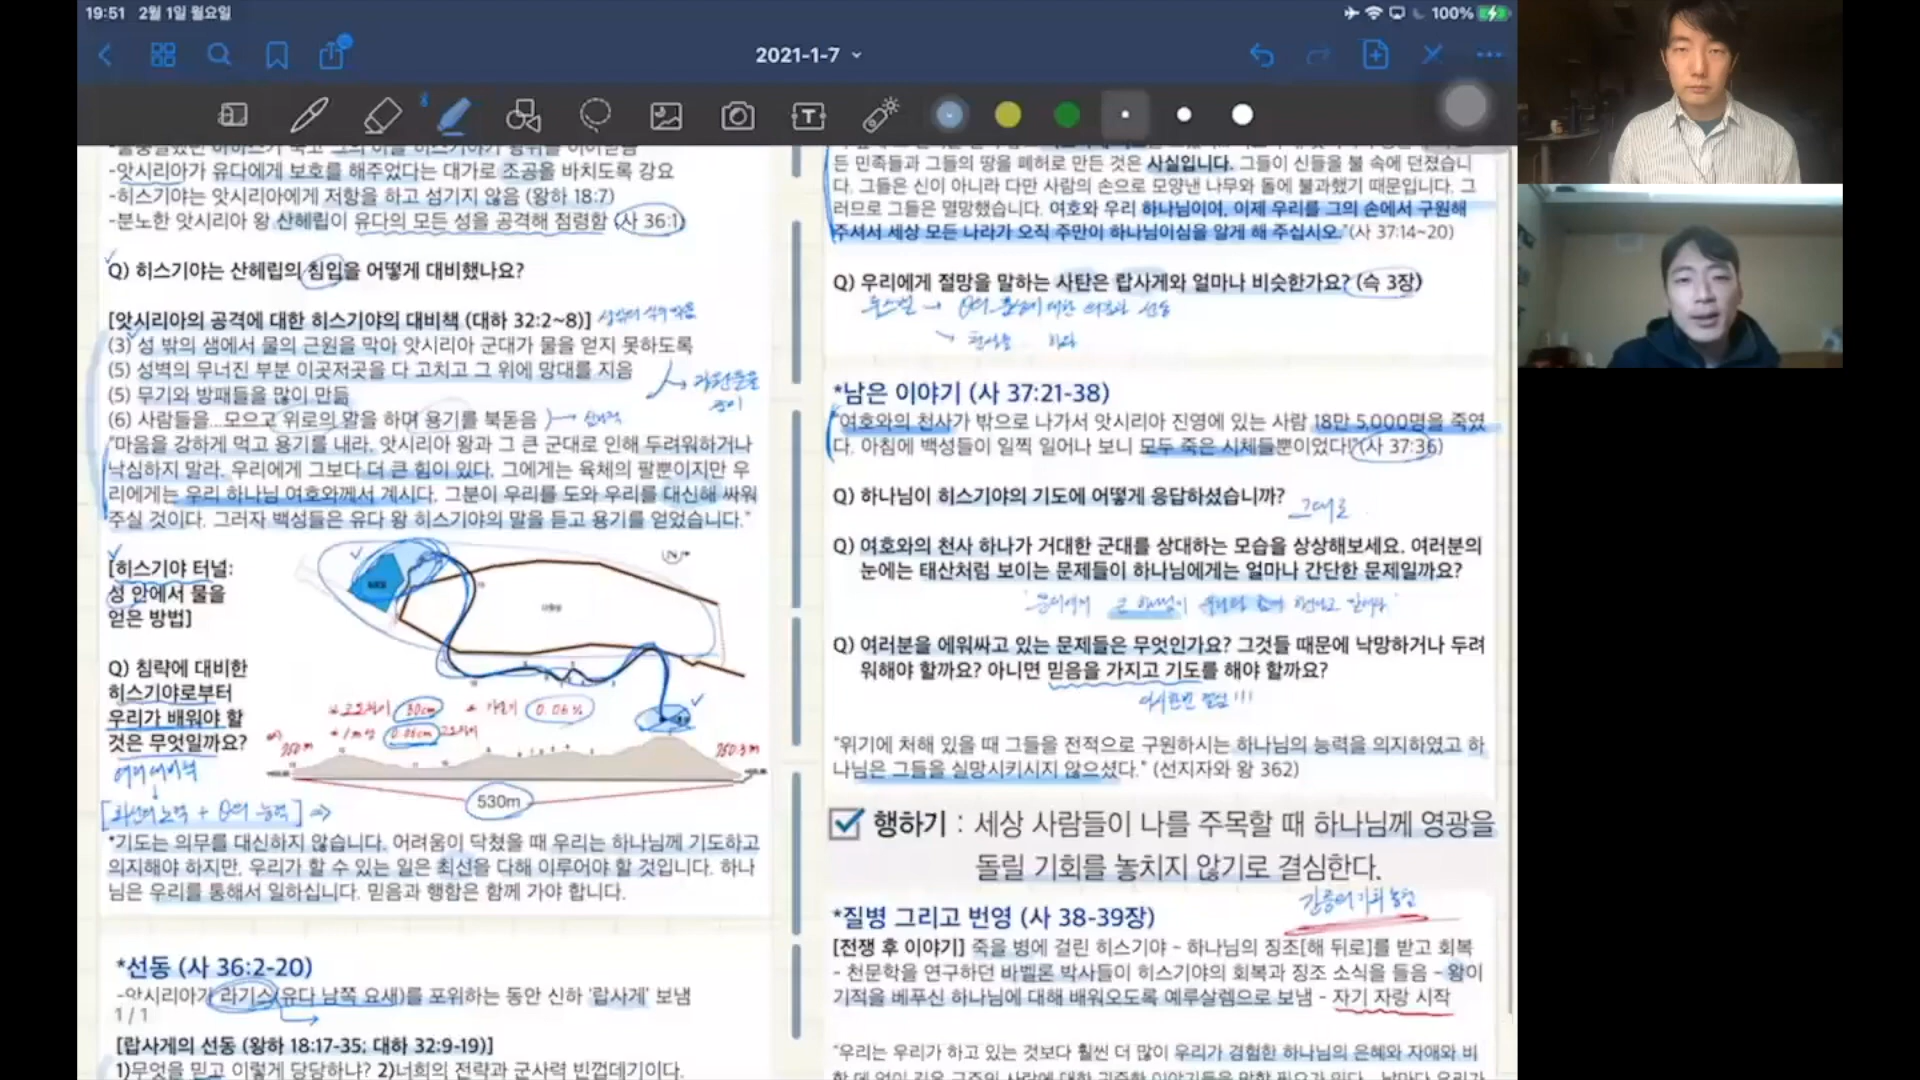 19:51 2월 1일 월요일
100%
2021-1-7
-앗시리아가 유다에게 보호를 해주었다는 대가로 조공을 바치도록 강요
-히스기야는 앗시리아에게 저항을 하고 섬기지 않음 (왕하 18:7)
-분노한 앗시리아 왕 산헤립이 유다의 모든 성을 공격해 점령함 (사 36:1)
Q) 히스기야는 산헤립의 침입을 어떻게 대비했나요?
[앗시리아의 공격에 대한 히스기야의 대비책 (대하 32:2~8)]
(3) 성 밖의 샘에서 물의 근원을 막아 앗시리아 군대가 물을 얻지 못하도록
(5) 성벽의 무너진 부분 이곳저곳을 다 고치고 그 위에 망대를 지음
(5) 무기와 방패들을 많이 만듦
(6) 사람들을...모으고 위로의 말을 하며 용기를 북돋음
"마음을 강하게 먹고 용기를 내라. 앗시리아 왕과 그 큰 군대로 인해 두려워하거나
낙심하지 말라. 우리에게 그보다 더 큰 힘이 있다. 그에게는 육체의 팔뿐이지만 우
리에게는 우리 하나님 여호와께서 계시다. 그분이 우리를 도와 우리를 대신해 싸워
주실 것이다. 그러자 백성들은 유다 왕 히스기야의 말을 듣고 용기를 얻었습니다."
[히스기야 터널:
성 안에서 물을
얻은 방법]
Q) 침략에 대비한
히스기야로부터
우리가 배워야 할
것은 무엇일까요?
30cm
0.06%
0.06cm
530m
*기도는 의무를 대신하지 않습니다. 어려움이 닥쳤을 때 우리는 하나님께 기도하고
의지해야 하지만, 우리가 할 수 있는 일은 최선을 다해 이루어야 할 것입니다. 하나
님은 우리를 통해서 일하십니다. 믿음과 행함은 함께 가야 합니다.
*선동 (사 36:2-20)
-앗시리아가 라기스(유다 남쪽 요새)를 포위하는 동안 신하 '랍사게' 보냄
1 / 1
[랍사게의 선동 (왕하 18:17-35; 대하 32:9-19)]
1)무엇을 믿고 이렇게 당당하냐? 2)너희의 전략과 군사력 빈껍데기이다.
든 민족들과 그들의 땅을 폐허로 만든 것은 사실입니다. 그들이 신들을 불 속에 던졌습니
다. 그들은 신이 아니라 다만 사람의 손으로 모양낸 나무와 돌에 불과했기 때문입니다. 그
러므로 그들은 멸망했습니다. 여호와 우리 하나님이여, 이제 우리를 그의 손에서 구원해
주셔서 세상 모든 나라가 오직 주만이 하나님이심을 알게 해 주십시오."(사 37:14~20)
Q) 우리에게 절망을 말하는 사탄은 랍사게와 얼마나 비슷한가요? (슥 3장)
*남은 이야기 (사 37:21-38)
"여호와의 천사가 밖으로 나가서 앗시리아 진영에 있는 사람 18만 5,000명을 죽였
다. 아침에 백성들이 일찍 일어나 보니 모두 죽은 시체들뿐이었다!"(사 37:36)
Q) 하나님이 히스기야의 기도에 어떻게 응답하셨습니까?
그대로
Q) 여호와의 천사 하나가 거대한 군대를 상대하는 모습을 상상해보세요. 여러분의
눈에는 태산처럼 보이는 문제들이 하나님에게는 얼마나 간단한 문제일까요?
Q) 여러분을 에워싸고 있는 문제들은 무엇인가요? 그것들 때문에 낙망하거나 두려
워해야 할까요? 아니면 믿음을 가지고 기도를 해야 할까요?
"위기에 처해 있을 때 그들을 전적으로 구원하시는 하나님의 능력을 의지하였고 하
나님은 그들을 실망시키시지 않으셨다." (선지자와 왕 362)
행하기 : 세상 사람들이 나를 주목할 때 하나님께 영광을
돌릴 기회를 놓치지 않기로 결심한다.
*질병 그리고 번영 (사 38-39장)
[전쟁 후 이야기] 죽을 병에 걸린 히스기야 - 하나님의 징조[해 뒤로]를 받고 회복
- 천문학을 연구하던 바벨론 박사들이 히스기야의 회복과 징조 소식을 들음 - 왕이
기적을 베푸신 하나님에 대해 배워오도록 예루살렘으로 보냄 - 자기 자랑 시작
"우리는 우리가 하고 있는 것보다 훨씬 더 많이 우리가 경험한 하나님의 은혜와 자애와 비